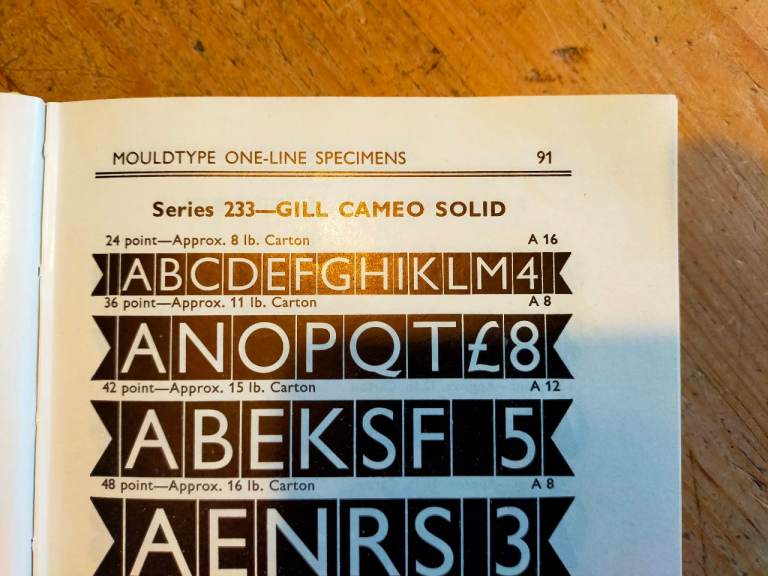 MOULDTYPE ONE-LINE SPECIMENS 91
Series 233—GILL CAMEO SOLID
24 point—Approx. 8 lb. Carton A 16
ABCDEFGHIKLM4
36 point—Approx. 11 lb. Carton A 8
ANOPQT£8
42 point—Approx. 15 lb. Carton A 12
ABEKSF 5
48 point—Approx. 16 lb. Carton A 8
AENRS 3